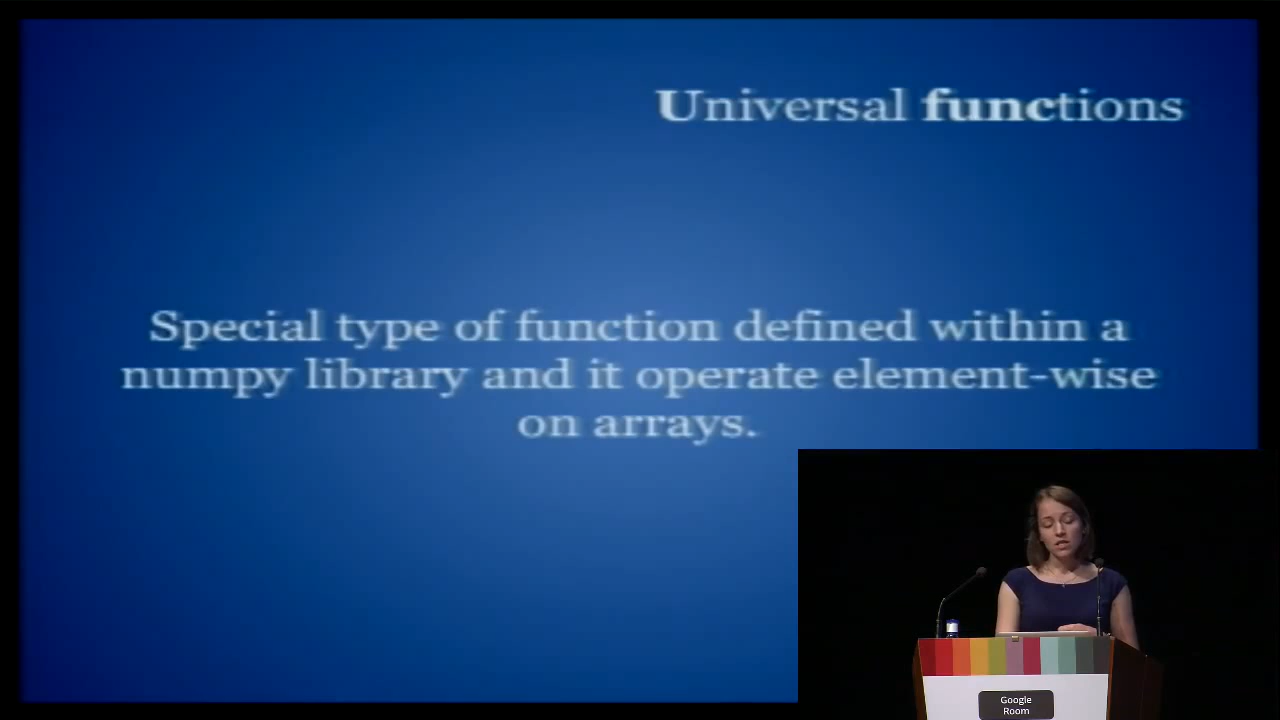 Universal functions
Special type of function defined within a
numpy library and it operate element-wise
on arrays.
Google
Room